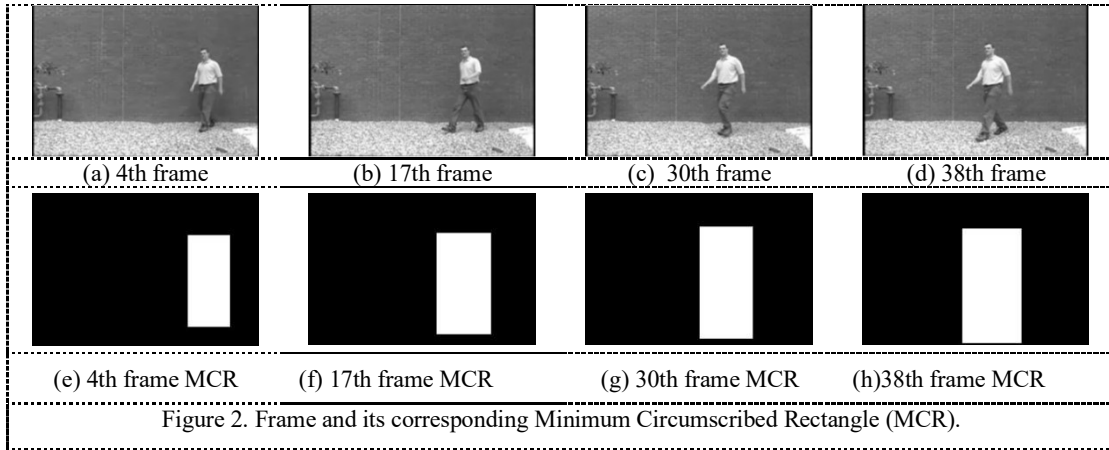 (a) 4th frame (b) 17th frame (c) 30th frame (d) 38th frame
(e) 4th frame MCR (f) 17th frame MCR (g) 30th frame MCR (h)38th frame MCR
Figure 2. Frame and its corresponding Minimum Circumscribed Rectangle (MCR).